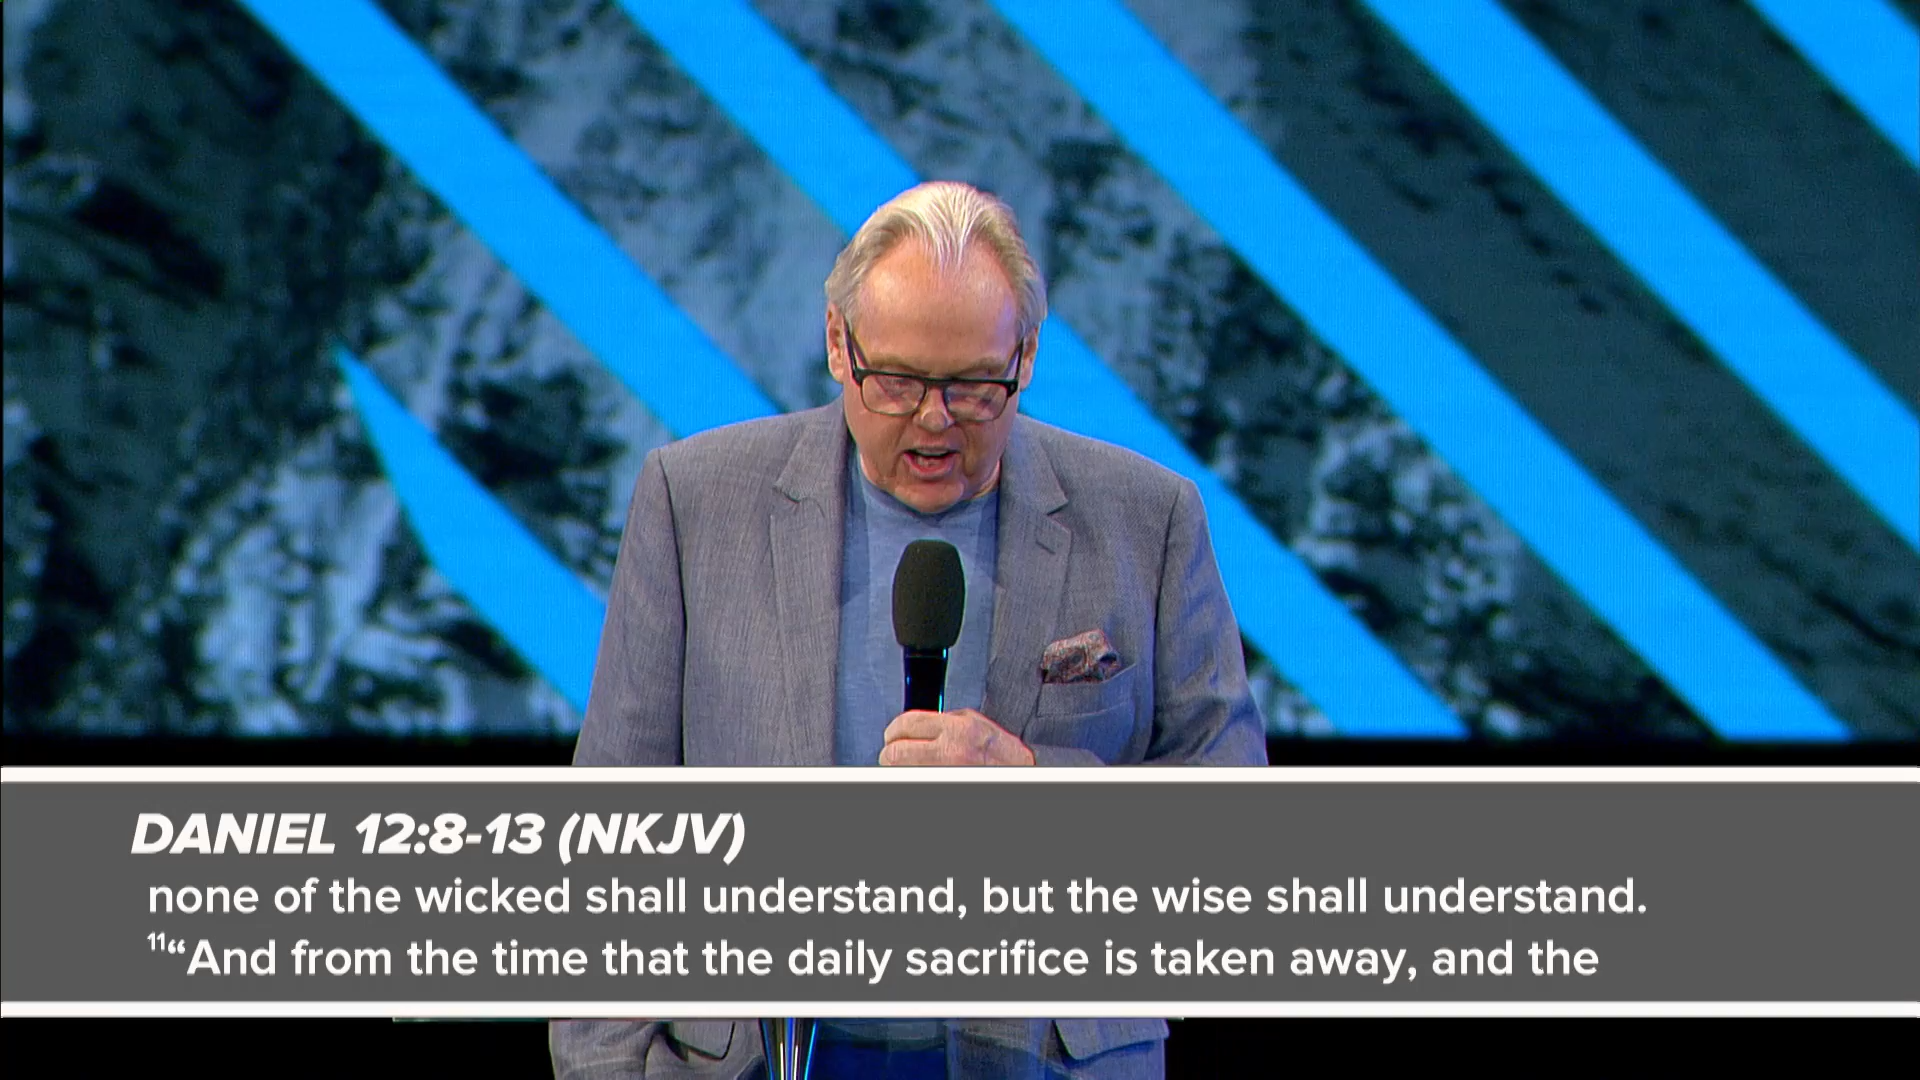 DANIEL 12:8-13 (NKJV)
none of the wicked shall understand, but the wise shall understand.
11“And from the time that the daily sacrifice is taken away, and the